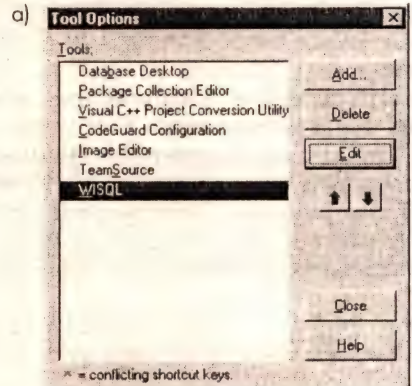 a)
Tool Options
Tools:
Database Desktop
Package Collection Editor
Visual C++ Project Conversion Utility
CodeGuard Configuration
Image Editor
TeamSource
WISQL
Add...
Delete
Edit
Close
Help
* = conflicting shortcut keys.